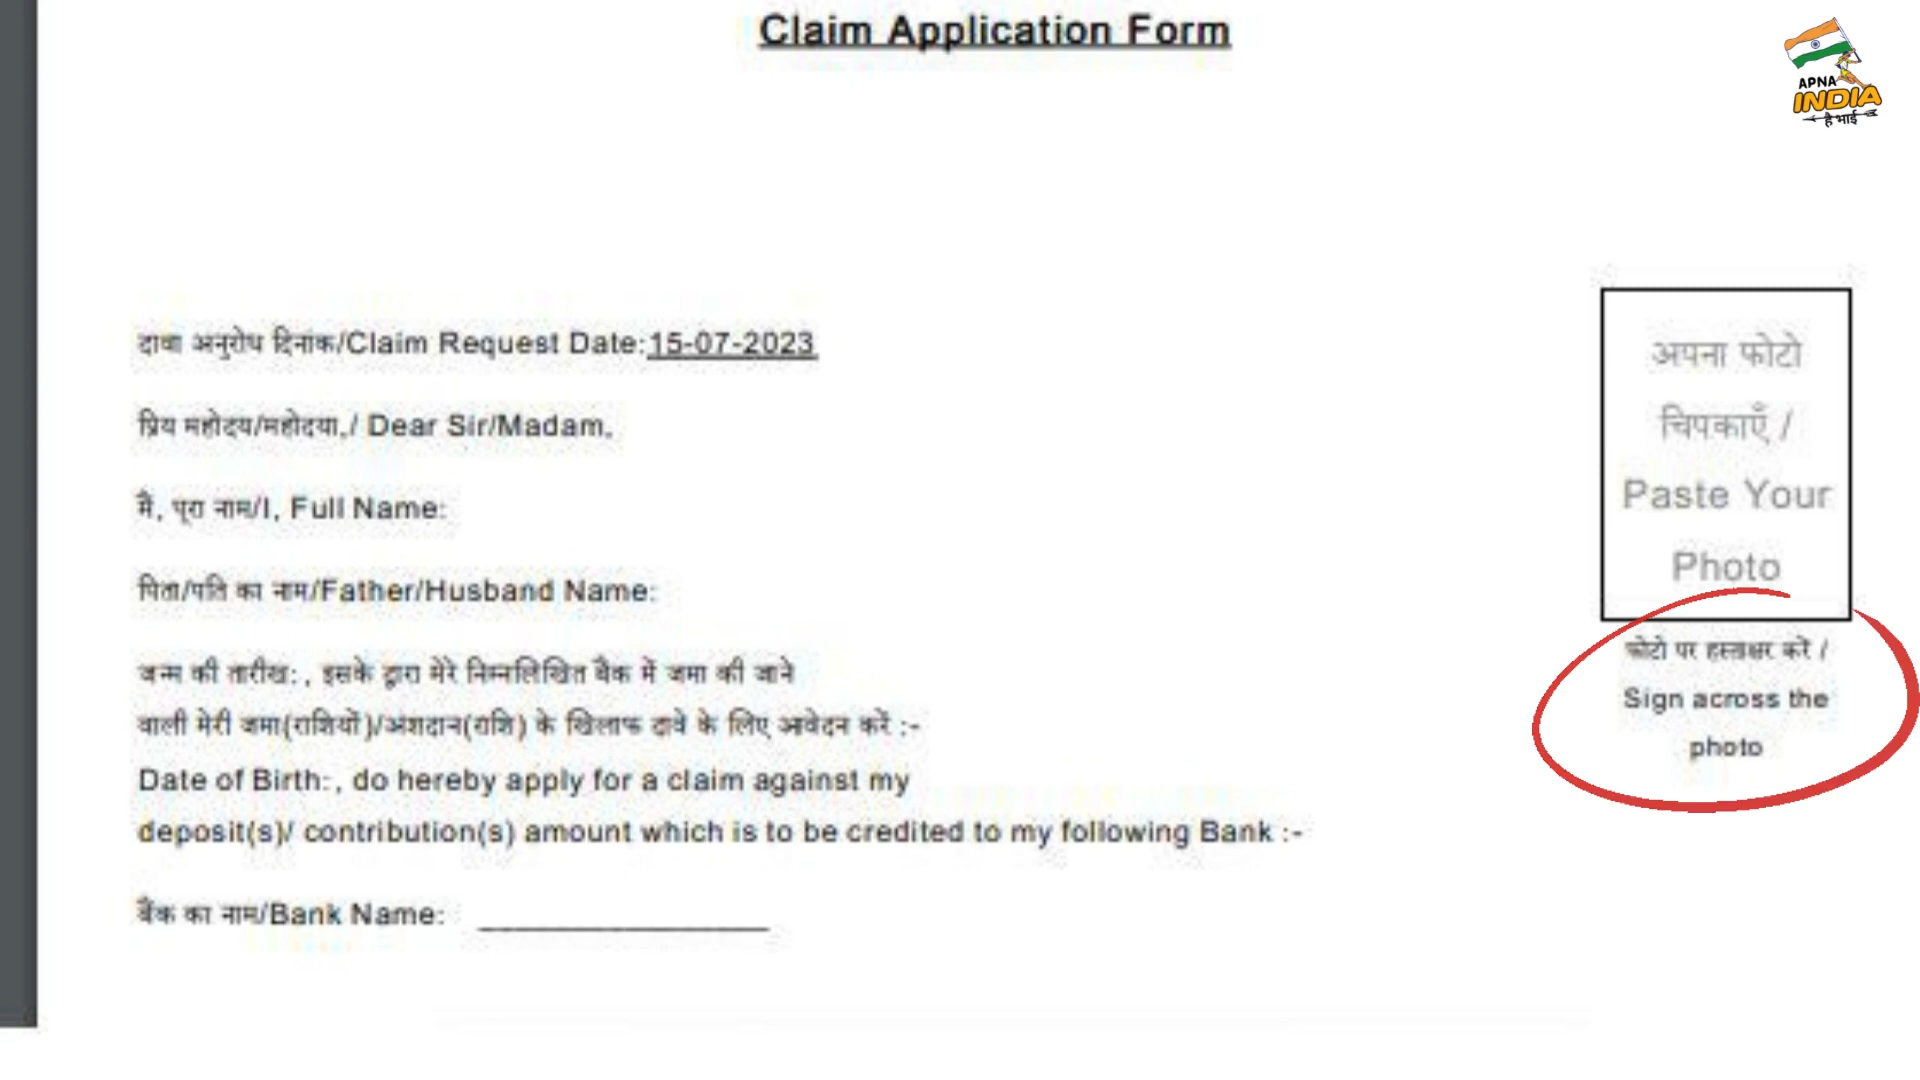 Claim Application Form
APNA
INDIA
है भाई
दावा अनुरोध दिनांक/Claim Request Date:15-07-2023
प्रिय महोदय/महोदया,/ Dear Sir/Madam,
मैं, पूरा नाम/I, Full Name:
पिता/पति का नाम/Father/Husband Name:
जन्म की तारीख: , इसके द्वारा मेरे निम्नलिखित बैंक में जमा की जाने
वाली मेरी जमा(राशियों)/अंशदान(राशि) के खिलाफ दावे के लिए आवेदन करें :-
Date of Birth: , do hereby apply for a claim against my
deposit(s)/ contribution(s) amount which is to be credited to my following Bank :-
बैंक का नाम/Bank Name: ____________________
अपना फोटो
चिपकाएँ /
Paste Your
Photo
फोटो पर हस्ताक्षर करें /
Sign across the
photo